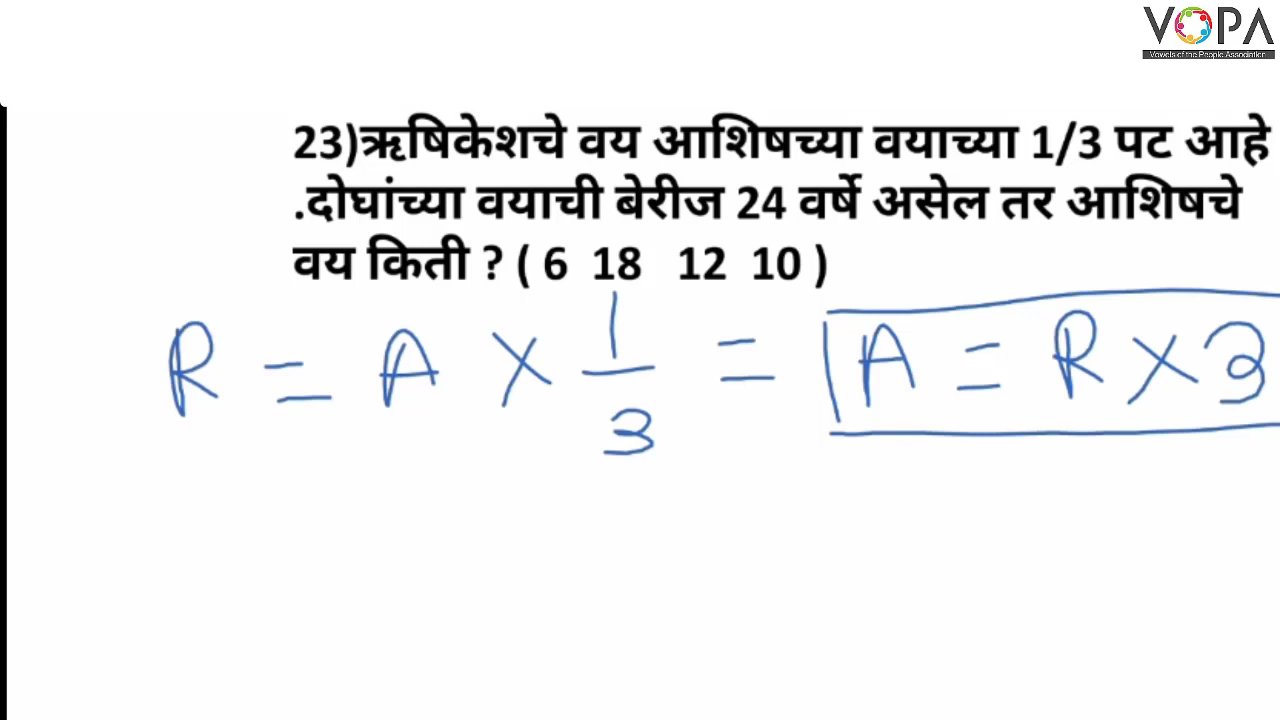 VOPA
Vowels of the People Association
23)ऋषिकेशचे वय आशिषच्या वयाच्या 1/3 पट आहे
.दोघांच्या वयाची बेरीज 24 वर्षे असेल तर आशिषचे
वय किती ? ( 6 18 12 10 )
R = A × 1/3 = A = R × 3